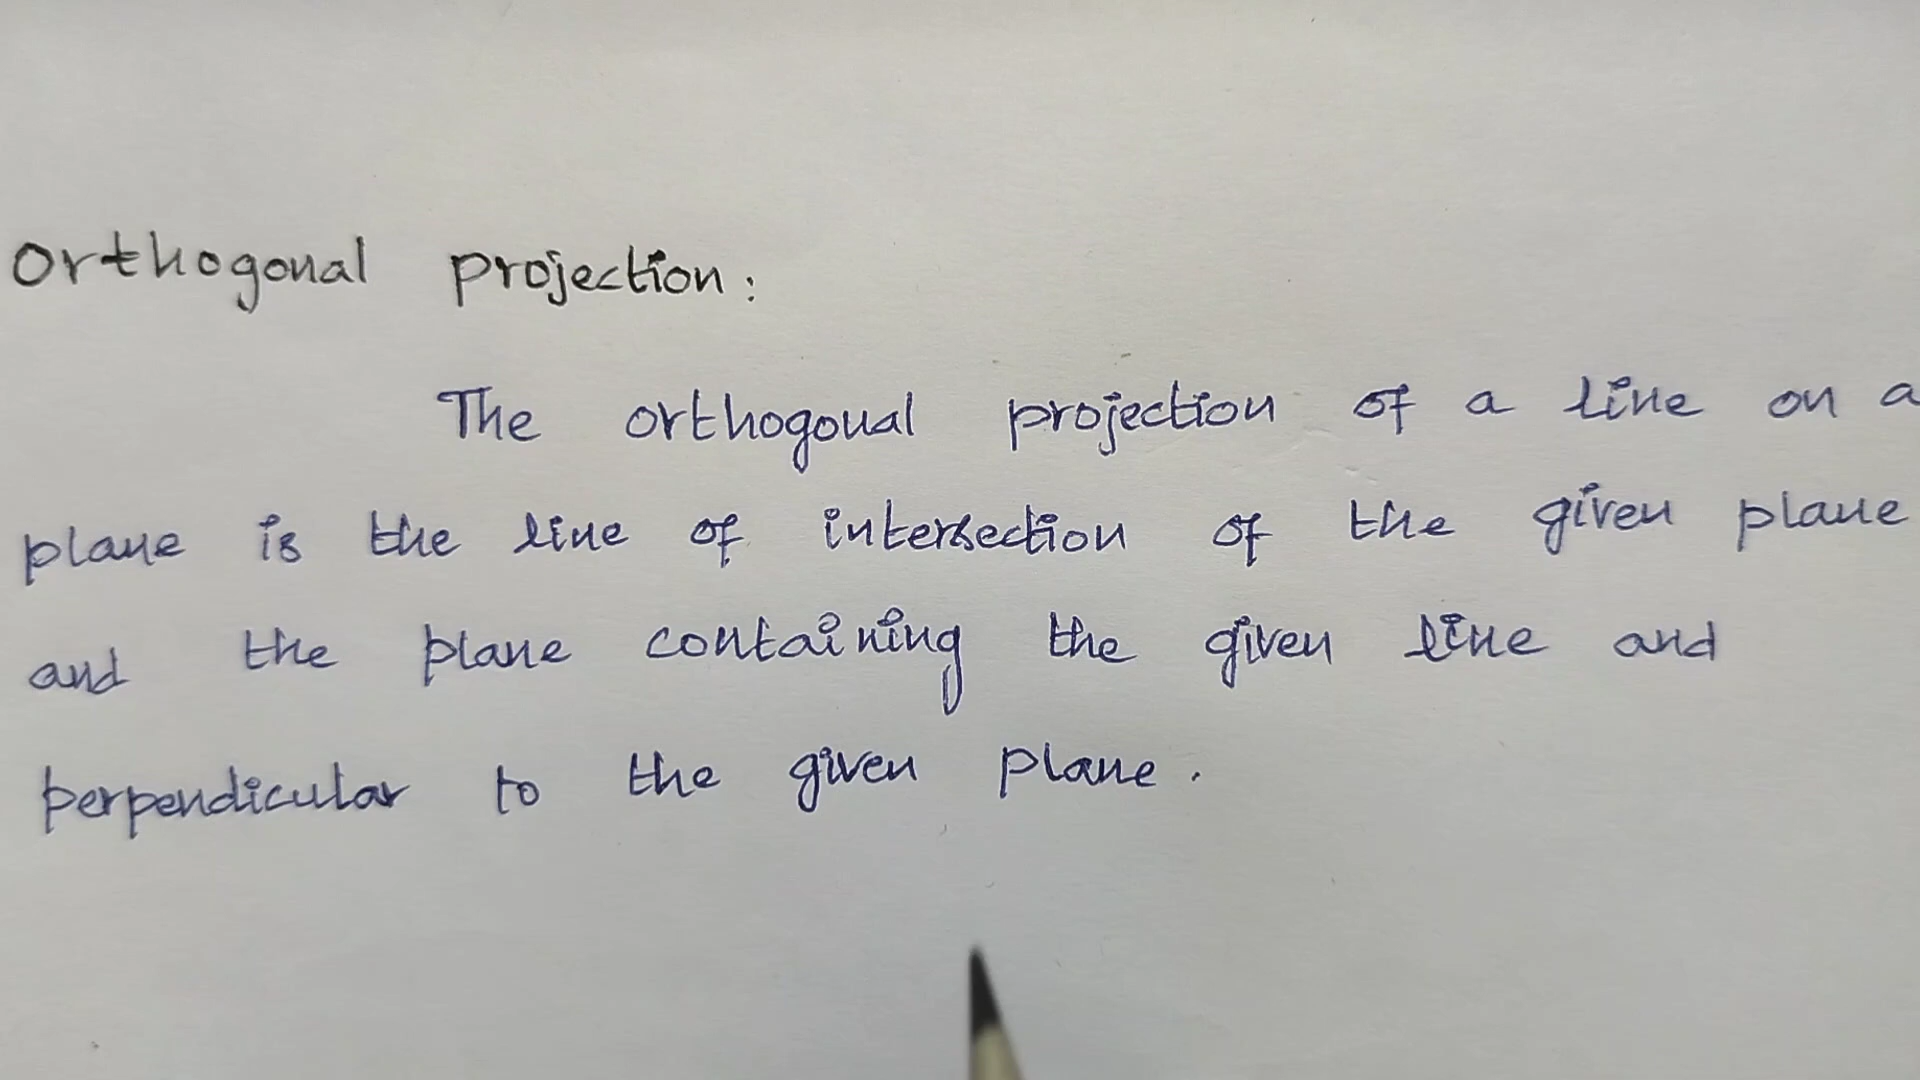 Orthogonal projection:
The orthogonal projection of a line on a
plane is the line of intersection of the given plane
and the plane containing the given line and
perpendicular to the given plane.